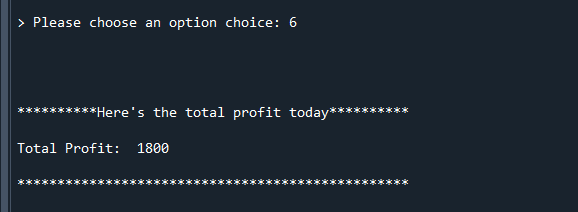 > Please choose an option choice: 6
**********Here's the total profit today**********
Total Profit:  1800
*************************************************